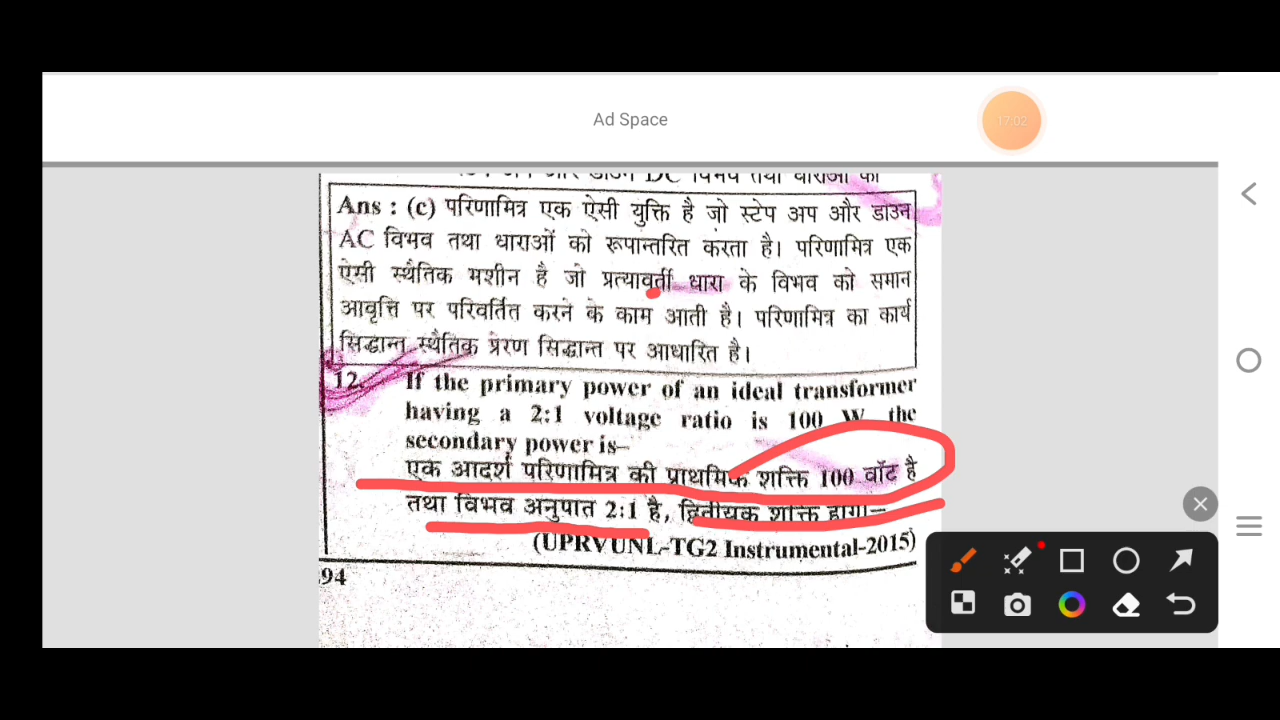 Ad Space
17:02
DC विभव तथा धाराओं को
Ans : (c) परिणामित्र एक ऐसी युक्ति है जो स्टेप अप और डाउन
AC विभव तथा धाराओं को रूपान्तरित करता है। परिणामित्र एक
ऐसी स्थैतिक मशीन है जो प्रत्यावर्ती धारा के विभव को समान
आवृत्ति पर परिवर्तित करने के काम आती है। परिणामित्र का कार्य
सिद्धान्त स्थैतिक प्रेरण सिद्धान्त पर आधारित है।
12. If the primary power of an ideal transformer
having a 2:1 voltage ratio is 100 W the
secondary power is–
एक आदर्श परिणामित्र की प्राथमिक शक्ति 100 वॉट है
तथा विभव अनुपात 2:1 है, द्वितीयक शक्ति होगी–
(UPRVUNL-TG2 Instrumental-2015)
94